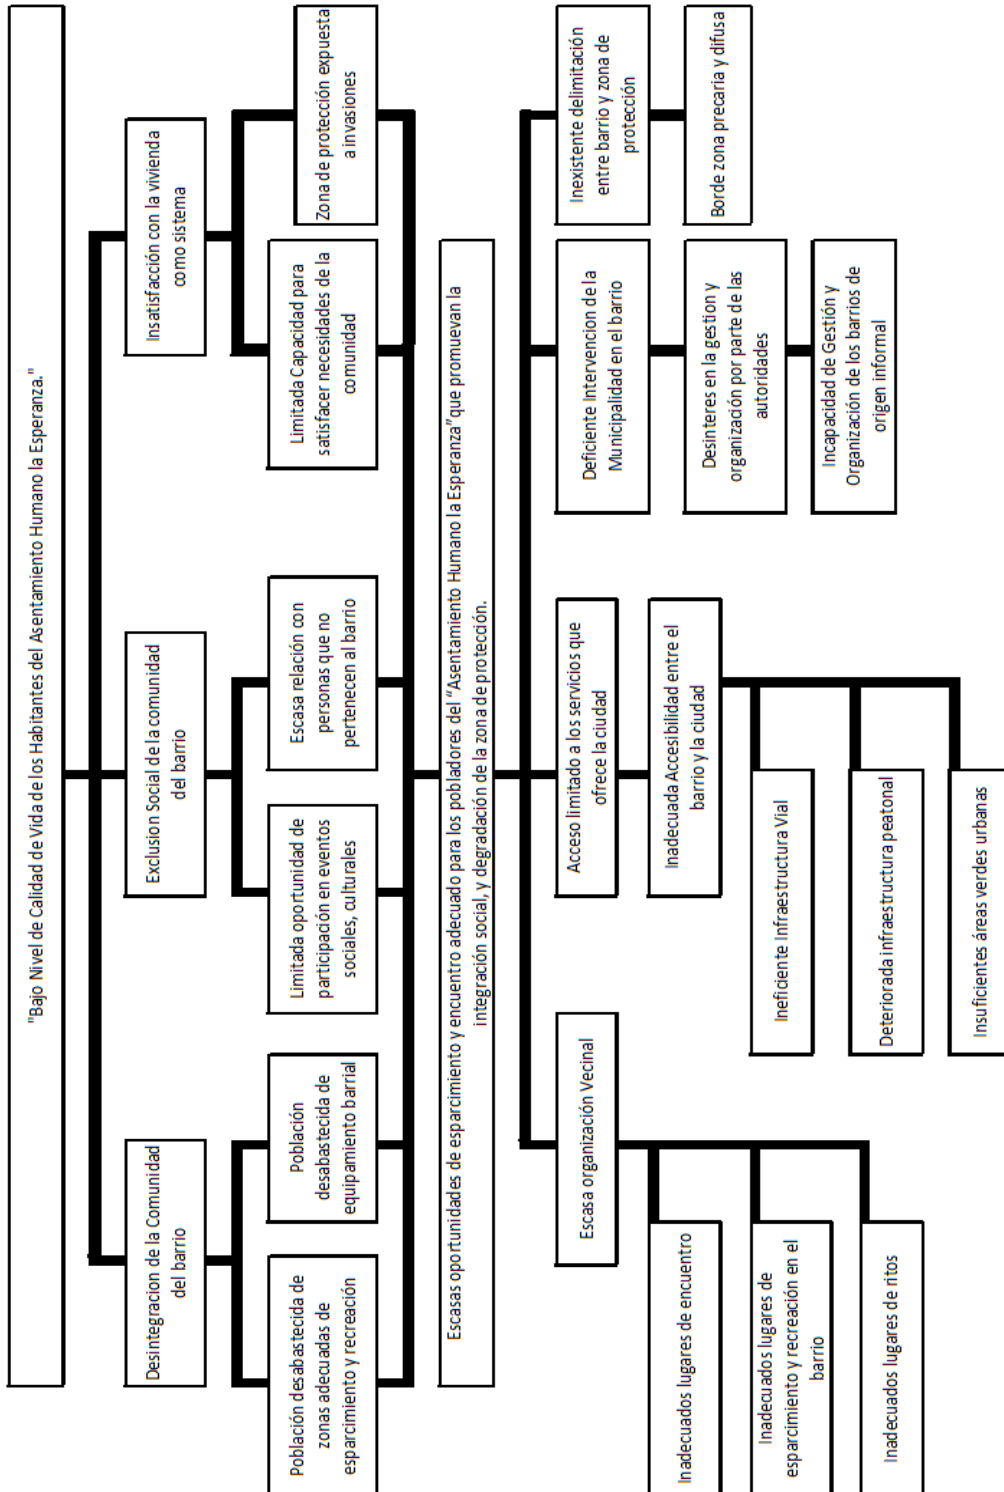 "Bajo Nivel de Calidad de Vida de los Habitantes del Asentamiento Humano la Esperanza."
Desintegracion de la Comunidad
del barrio
Exclusion Social de la comunidad
del barrio
Insatisfacción con la vivienda
como sistema
Población desabastecida de
zonas adecuadas de
esparcimiento y recreación
Población
desabastecida de
equipamiento barrial
Limitada oportunidad de
participación en eventos
sociales, culturales
Escasa relación con
personas que no
pertenecen al barrio
Limitada Capacidad para
satisfacer necesidades de la
comunidad
Zona de protección expuesta
a invasiones
Escasas oportunidades de esparcimiento y encuentro adecuado para los pobladores del "Asentamiento Humano la Esperanza" que promuevan la
integración social, y degradación de la zona de protección.
Escasa organización Vecinal
Inadecuados lugares de encuentro
Inadecuados lugares de
esparcimiento y recreación en el
barrio
Inadecuados lugares de ritos
Acceso limitado a los servicios que
ofrece la ciudad
Inadecuada Accesibilidad entre el
barrio y la ciudad
Ineficiente Infraestructura Vial
Deteriorada infraestructura peatonal
Insuficientes áreas verdes urbanas
Deficiente Intervencion de la
Municipalidad en el barrio
Desinteres en la gestion y
organización por parte de las
autoridades
Incapacidad de Gestión y
Organización de los barrios de
origen informal
Inexistente delimitación
entre barrio y zona de
protección
Borde zona precaria y difusa